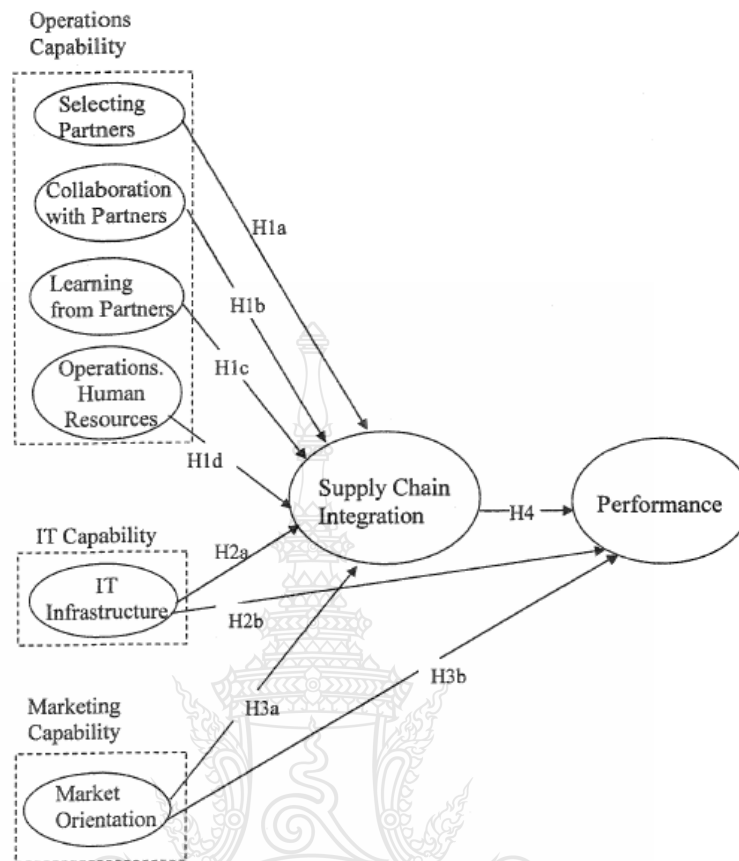 Operations
Capability
Selecting
Partners
Collaboration
with Partners
H1a
Learning
from Partners
H1b
H1c
Operations.
Human
Resources
H1d
Supply Chain
Integration
H4
Performance
IT Capability
H2a
IT
Infrastructure
H2b
H3b
Marketing
Capability
H3a
Market
Orientation